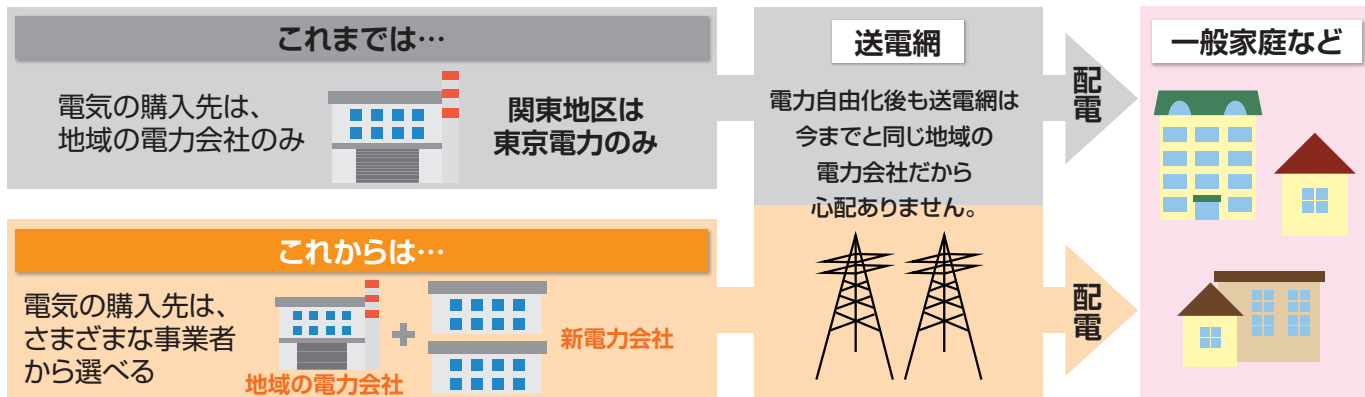 これまでは…
電気の購入先は、
地域の電力会社のみ
関東地区は
東京電力のみ
送電網
電力自由化後も送電網は
今までと同じ地域の
電力会社だから
心配ありません。
配電
一般家庭など
これからは…
電気の購入先は、
さまざまな事業者
から選べる
地域の電力会社
新電力会社
配電